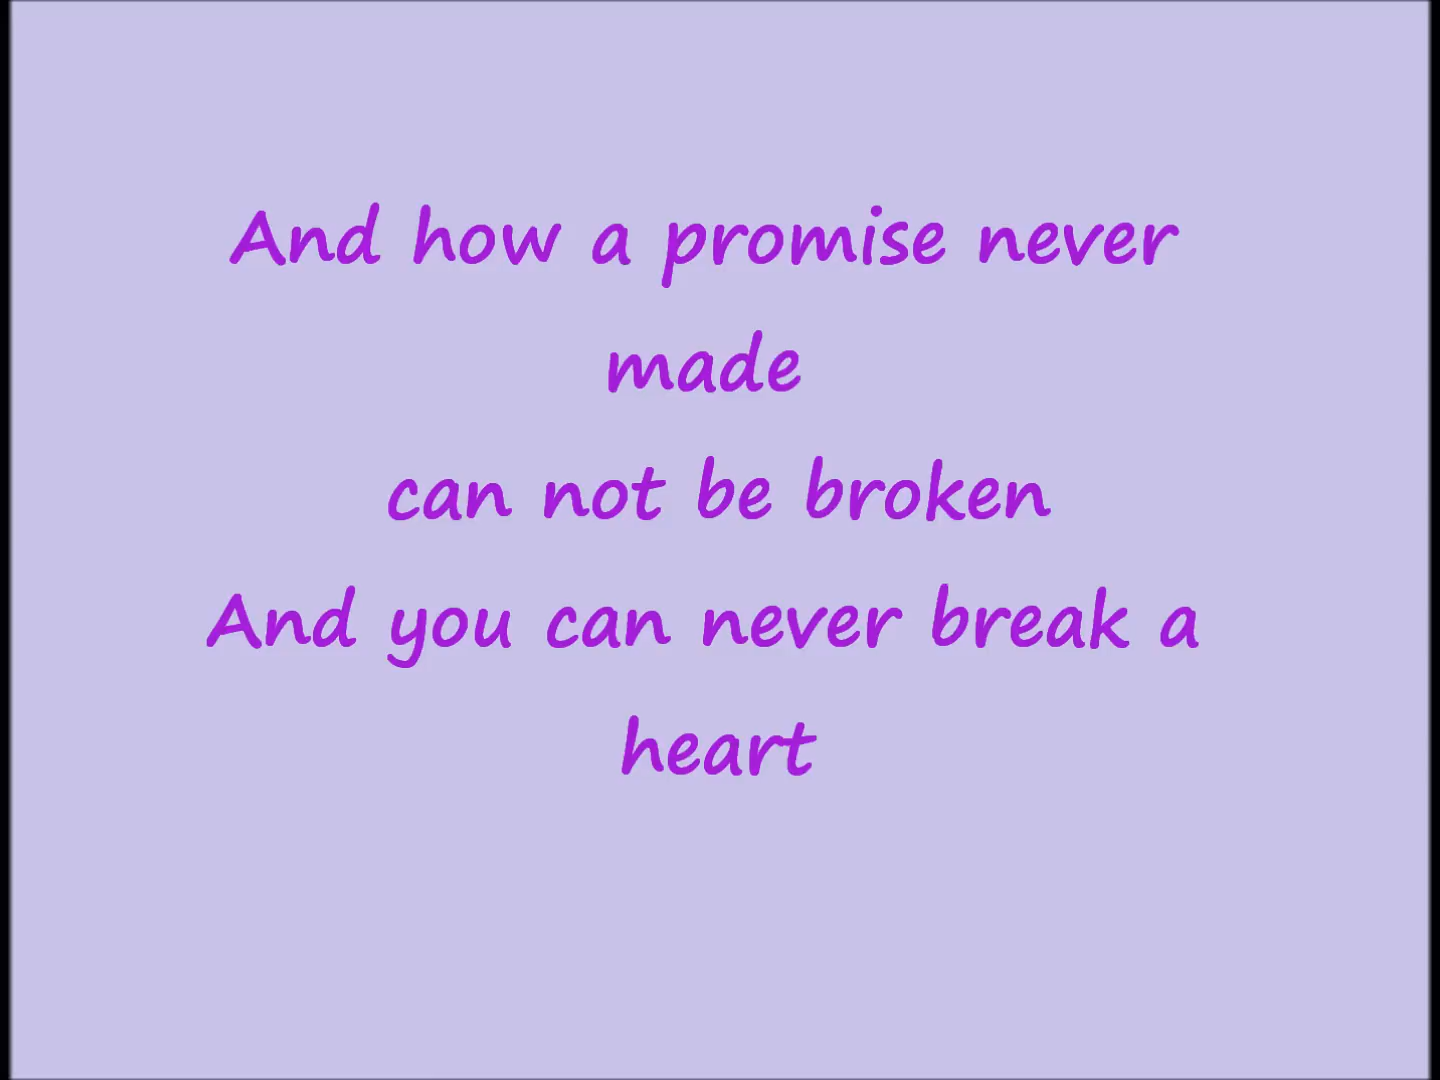 And how a promise never
made
can not be broken
And you can never break a
heart